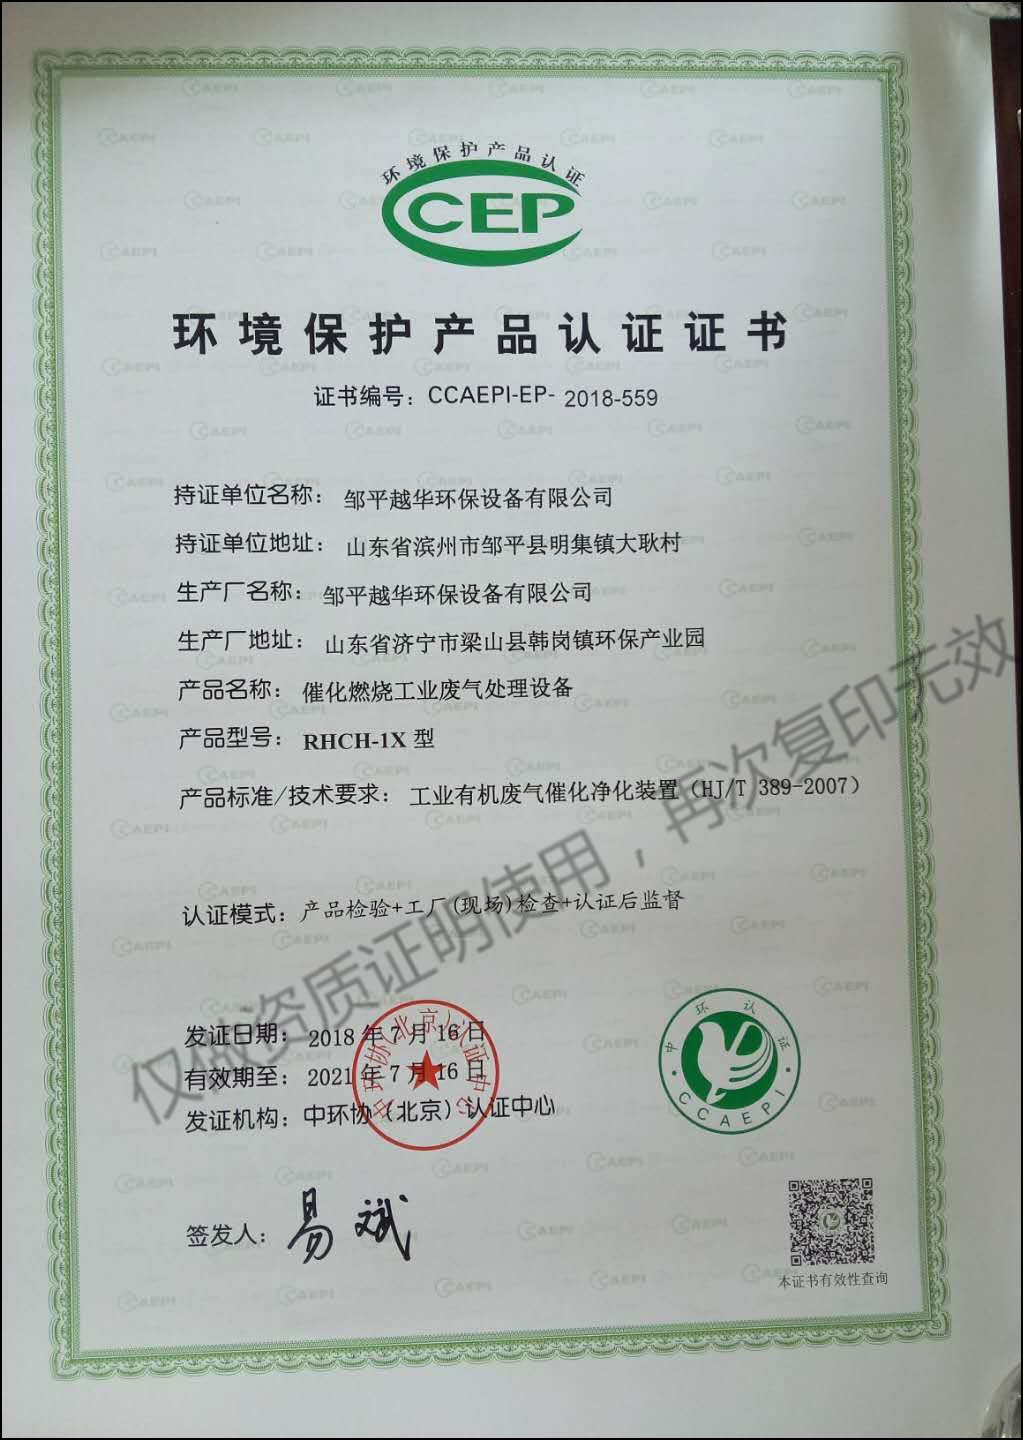 环境保护产品认证
CEP
环境保护产品认证证书
证书编号：CCAEPI-EP- 2018-559
持证单位名称：邹平越华环保设备有限公司
持证单位地址：山东省滨州市邹平县明集镇大耿村
生产厂名称：邹平越华环保设备有限公司
生产厂地址：山东省济宁市梁山县韩岗镇环保产业园
产品名称：催化燃烧工业废气处理设备
产品型号：RHCH-1X 型
产品标准/技术要求：工业有机废气催化净化装置（HJ/T 389-2007）
认证模式：产品检验+工厂(现场)检查+认证后监督
仅做资质证明使用，再次复印无效
发证日期：2018 年 7 月 16 日
有效期至：2021 年 7 月 16 日
发证机构：中环协（北京）认证中心
中环协(北京)认证中心
中环认证
CCAEPI
签发人：易斌
本证书有效性查询